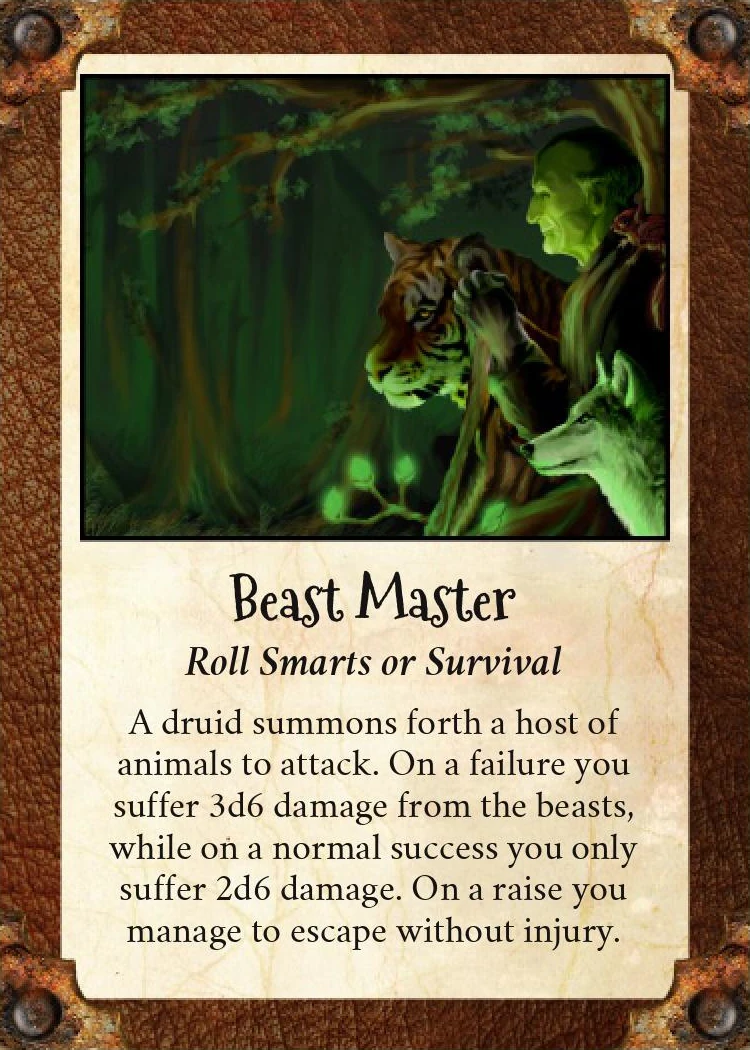 Beast Master
Roll Smarts or Survival
A druid summons forth a host of
animals to attack. On a failure you
suffer 3d6 damage from the beasts,
while on a normal success you only
suffer 2d6 damage. On a raise you
manage to escape without injury.